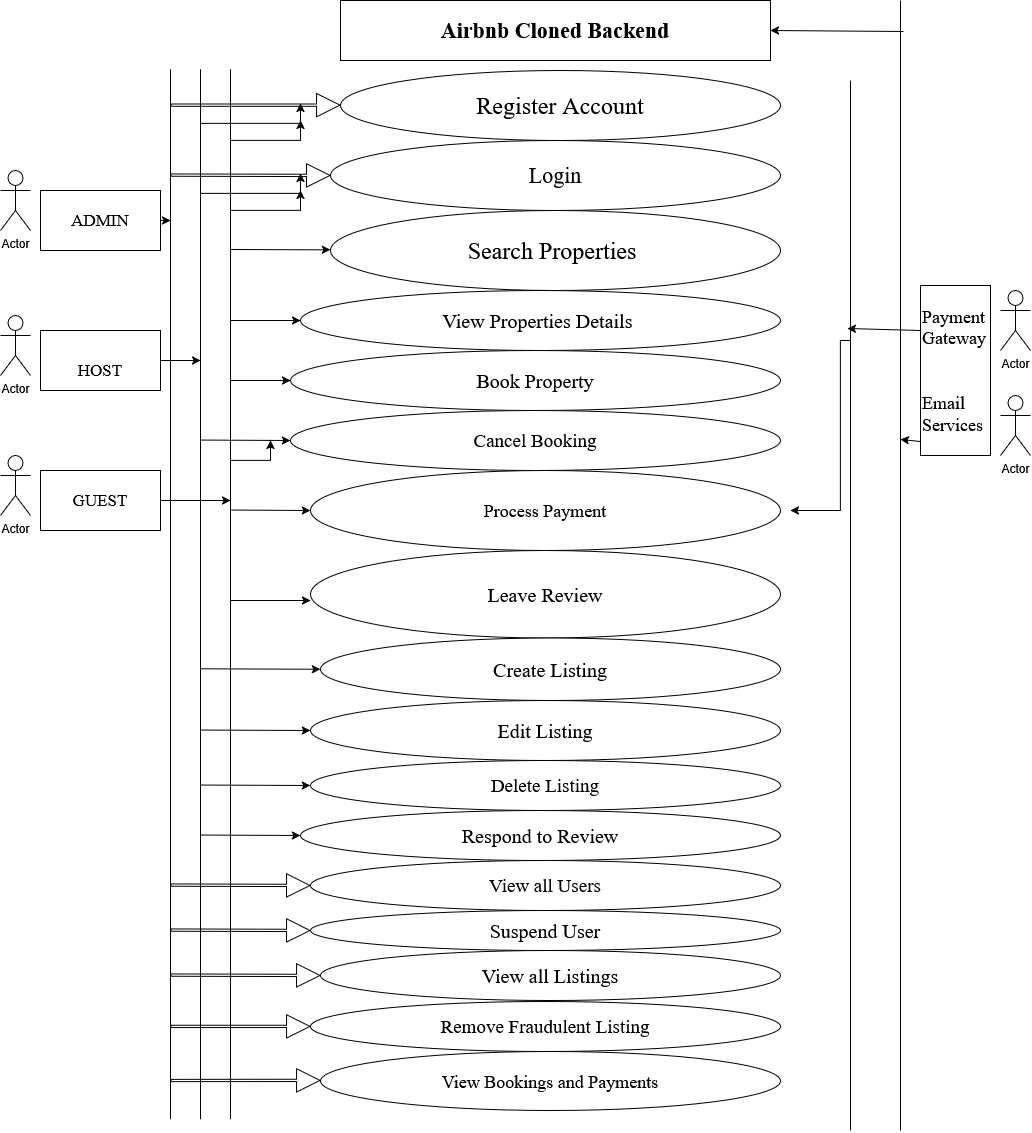 Airbnb Cloned Backend
Register Account
Login
ADMIN
Actor
Search Properties
Payment
Gateway
View Properties Details
HOST
Actor
Actor
Book Property
Email
Services
Cancel Booking
Actor
GUEST
Actor
Process Payment
Leave Review
Create Listing
Edit Listing
Delete Listing
Respond to Review
View all Users
Suspend User
View all Listings
Remove Fraudulent Listing
View Bookings and Payments